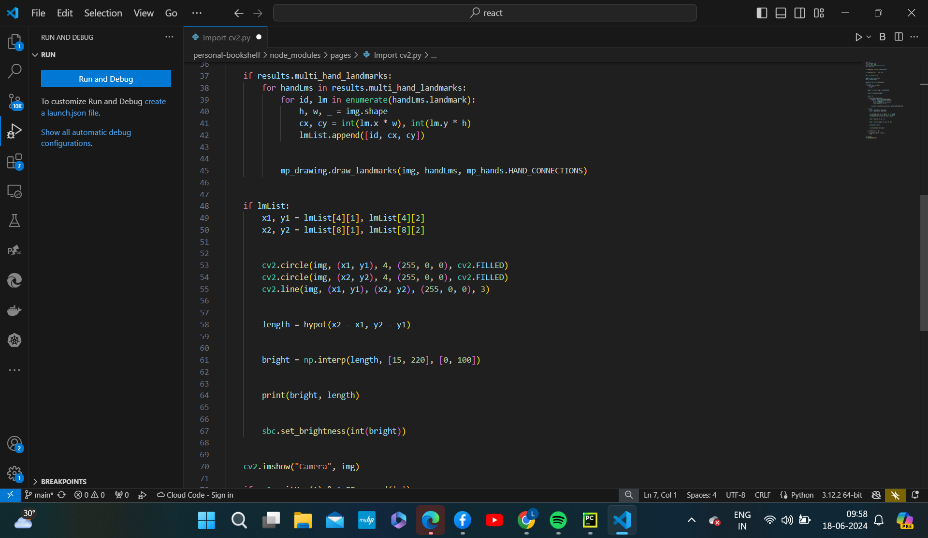 File Edit Selection View Go ··· react
RUN AND DEBUG ···
RUN
Run and Debug
To customize Run and Debug create
a launch.json file.
Show all automatic debug
configurations.
BREAKPOINTS
1
10K
7
2
1
Import cv2.py
personal-bookshelf > node_modules > pages > Import cv2.py > ...
36
37 if results.multi_hand_landmarks:
38 for handLms in results.multi_hand_landmarks:
39 for id, lm in enumerate(handLms.landmark):
40 h, w, _ = img.shape
41 cx, cy = int(lm.x * w), int(lm.y * h)
42 lmList.append([id, cx, cy])
43
44
45 mp_drawing.draw_landmarks(img, handLms, mp_hands.HAND_CONNECTIONS)
46
47
48 if lmList:
49 x1, y1 = lmList[4][1], lmList[4][2]
50 x2, y2 = lmList[8][1], lmList[8][2]
51
52
53 cv2.circle(img, (x1, y1), 4, (255, 0, 0), cv2.FILLED)
54 cv2.circle(img, (x2, y2), 4, (255, 0, 0), cv2.FILLED)
55 cv2.line(img, (x1, y1), (x2, y2), (255, 0, 0), 3)
56
57
58 length = hypot(x2 - x1, y2 - y1)
59
60
61 bright = np.interp(length, [15, 220], [0, 100])
62
63
64 print(bright, length)
65
66
67 sbc.set_brightness(int(bright))
68
69
70 cv2.imshow("Camera", img)
71
main* 0 0 0 Cloud Code - Sign in Ln 7, Col 1 Spaces: 4 UTF-8 CRLF Python 3.12.2 64-bit
30° ENG IN 09:58 18-06-2024